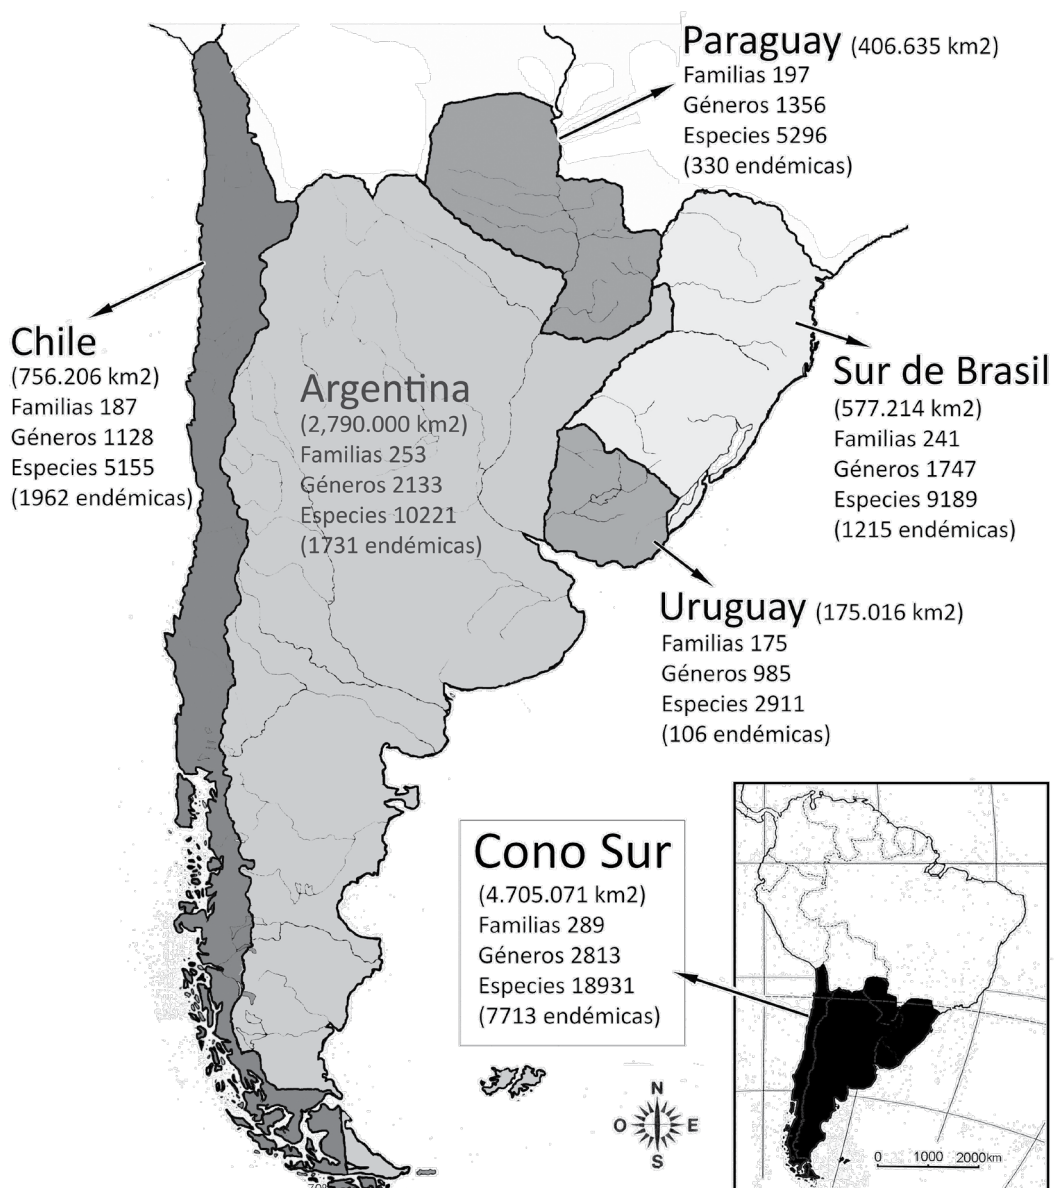 Paraguay (406.635 km2)
Familias 197
Géneros 1356
Especies 5296
(330 endémicas)
Chile
(756.206 km2)
Familias 187
Géneros 1128
Especies 5155
(1962 endémicas)
Argentina
(2,790.000 km2)
Familias 253
Géneros 2133
Especies 10221
(1731 endémicas)
Sur de Brasil
(577.214 km2)
Familias 241
Géneros 1747
Especies 9189
(1215 endémicas)
Uruguay (175.016 km2)
Familias 175
Géneros 985
Especies 2911
(106 endémicas)
Cono Sur
(4.705.071 km2)
Familias 289
Géneros 2813
Especies 18931
(7713 endémicas)
N
O E
S
0 1000 2000km